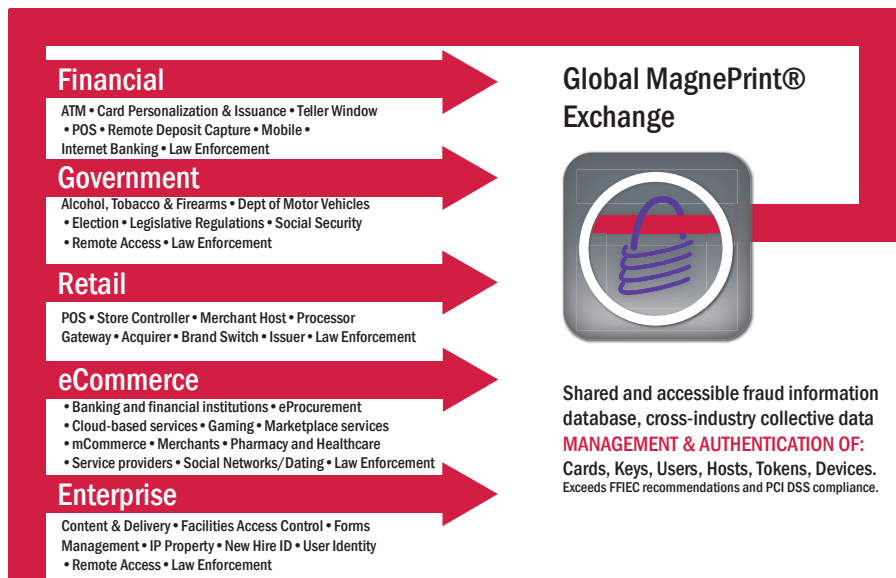 Financial
ATM • Card Personalization & Issuance • Teller Window
• POS • Remote Deposit Capture • Mobile •
Internet Banking • Law Enforcement
Government
Alcohol, Tobacco & Firearms • Dept of Motor Vehicles
• Election • Legislative Regulations • Social Security
• Remote Access • Law Enforcement
Retail
POS • Store Controller • Merchant Host • Processor
Gateway • Acquirer • Brand Switch • Issuer • Law Enforcement
eCommerce
• Banking and financial institutions • eProcurement
• Cloud-based services • Gaming • Marketplace services
• mCommerce • Merchants • Pharmacy and Healthcare
• Service providers • Social Networks/Dating • Law Enforcement
Enterprise
Content & Delivery • Facilities Access Control • Forms
Management • IP Property • New Hire ID • User Identity
• Remote Access • Law Enforcement
Global MagnePrint®
Exchange
Shared and accessible fraud information
database, cross-industry collective data
MANAGEMENT & AUTHENTICATION OF:
Cards, Keys, Users, Hosts, Tokens, Devices.
Exceeds FFIEC recommendations and PCI DSS compliance.